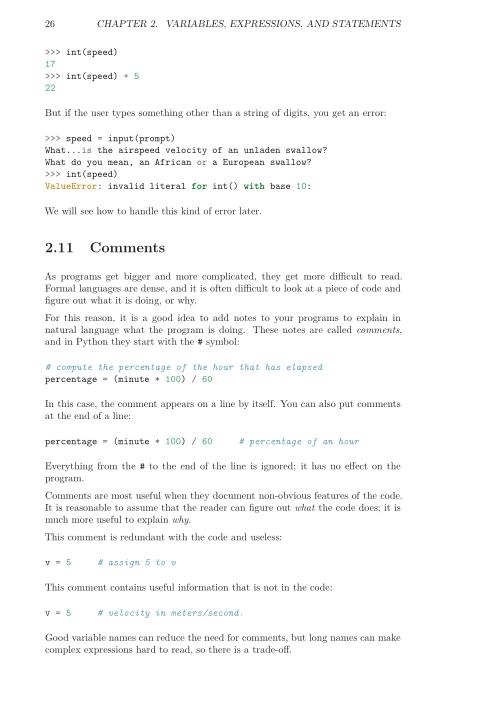 26 CHAPTER 2. VARIABLES, EXPRESSIONS, AND STATEMENTS
>>> int(speed)
17
>>> int(speed) + 5
22
But if the user types something other than a string of digits, you get an error:
>>> speed = input(prompt)
What...is the airspeed velocity of an unladen swallow?
What do you mean, an African or a European swallow?
>>> int(speed)
ValueError: invalid literal for int() with base 10:
We will see how to handle this kind of error later.
2.11 Comments
As programs get bigger and more complicated, they get more difficult to read.
Formal languages are dense, and it is often difficult to look at a piece of code and
figure out what it is doing, or why.
For this reason, it is a good idea to add notes to your programs to explain in
natural language what the program is doing. These notes are called comments,
and in Python they start with the # symbol:
# compute the percentage of the hour that has elapsed
percentage = (minute * 100) / 60
In this case, the comment appears on a line by itself. You can also put comments
at the end of a line:
percentage = (minute * 100) / 60 # percentage of an hour
Everything from the # to the end of the line is ignored; it has no effect on the
program.
Comments are most useful when they document non-obvious features of the code.
It is reasonable to assume that the reader can figure out what the code does; it is
much more useful to explain why.
This comment is redundant with the code and useless:
v = 5 # assign 5 to v
This comment contains useful information that is not in the code:
v = 5 # velocity in meters/second.
Good variable names can reduce the need for comments, but long names can make
complex expressions hard to read, so there is a trade-off.